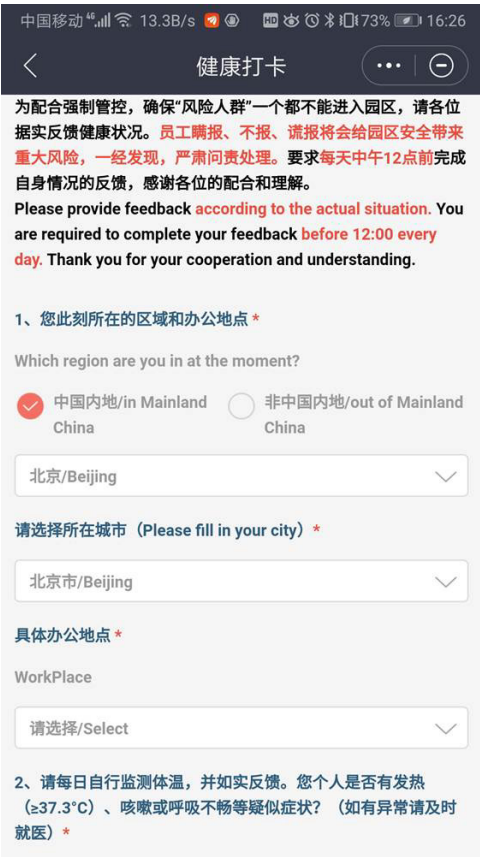 中国移动 4G 13.3B/s HD 73% 16:26
健康打卡
为配合强制管控，确保“风险人群”一个都不能进入园区，请各位
据实反馈健康状况。员工瞒报、不报、谎报将会给园区安全带来
重大风险，一经发现，严肃问责处理。要求每天中午12点前完成
自身情况的反馈，感谢各位的配合和理解。
Please provide feedback according to the actual situation. You
are required to complete your feedback before 12:00 every
day. Thank you for your cooperation and understanding.
1、您此刻所在的区域和办公地点 *
Which region are you in at the moment?
中国内地/in Mainland 非中国内地/out of Mainland
China China
北京/Beijing
请选择所在城市（Please fill in your city）*
北京市/Beijing
具体办公地点 *
WorkPlace
请选择/Select
2、请每日自行监测体温，并如实反馈。您个人是否有发热
（≥37.3°C）、咳嗽或呼吸不畅等疑似症状？（如有异常请及时
就医）*